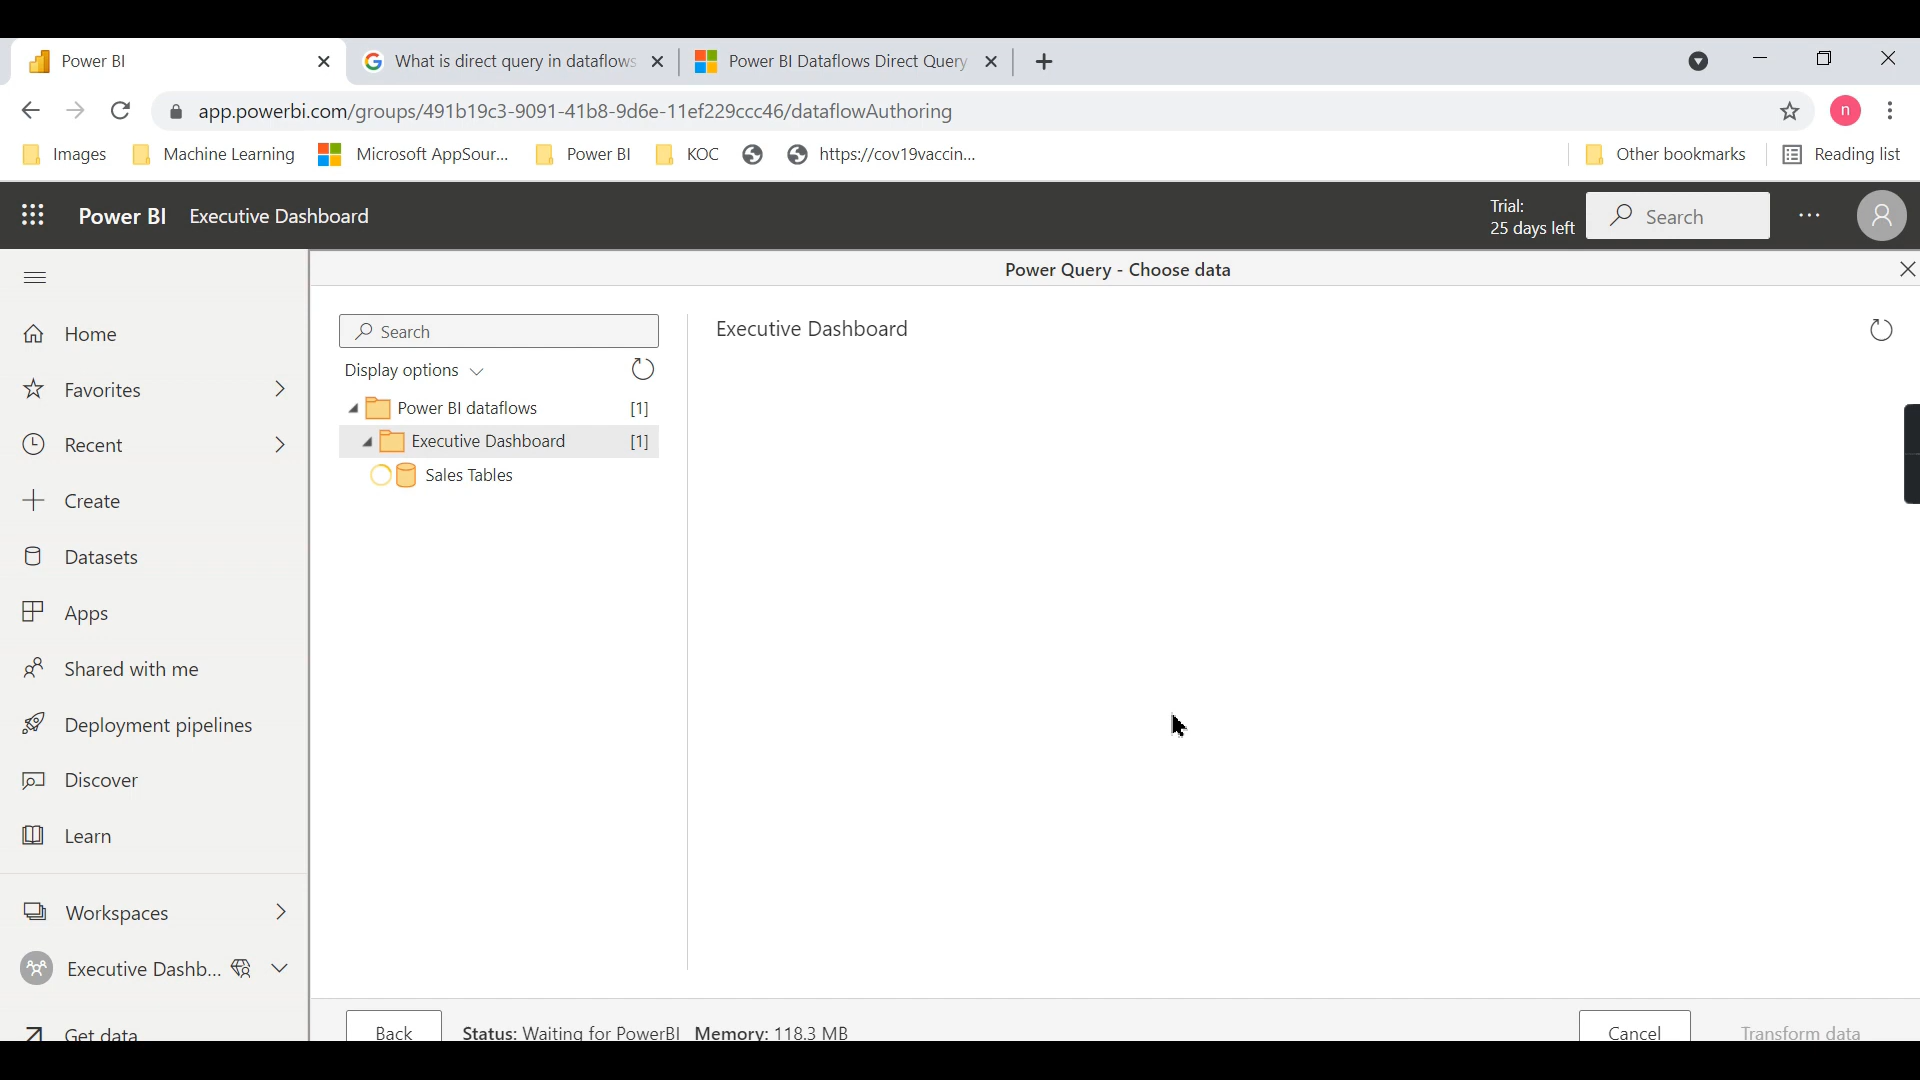 Power BI
What is direct query in dataflows
Power BI Dataflows Direct Query
app.powerbi.com/groups/491b19c3-9091-41b8-9d6e-11ef229ccc46/dataflowAuthoring
n
Images
Machine Learning
Microsoft AppSour...
Power BI
KOC
https://cov19vaccin...
Other bookmarks
Reading list
Power BI
Executive Dashboard
Trial:
25 days left
Search
Power Query - Choose data
Home
Favorites
Recent
Create
Datasets
Apps
Shared with me
Deployment pipelines
Discover
Learn
Workspaces
Executive Dashb...
Get data
Search
Display options
Power BI dataflows [1]
Executive Dashboard [1]
Sales Tables
Executive Dashboard
Back
Status: Waiting for PowerBI Memory: 118.3 MB
Cancel
Transform data